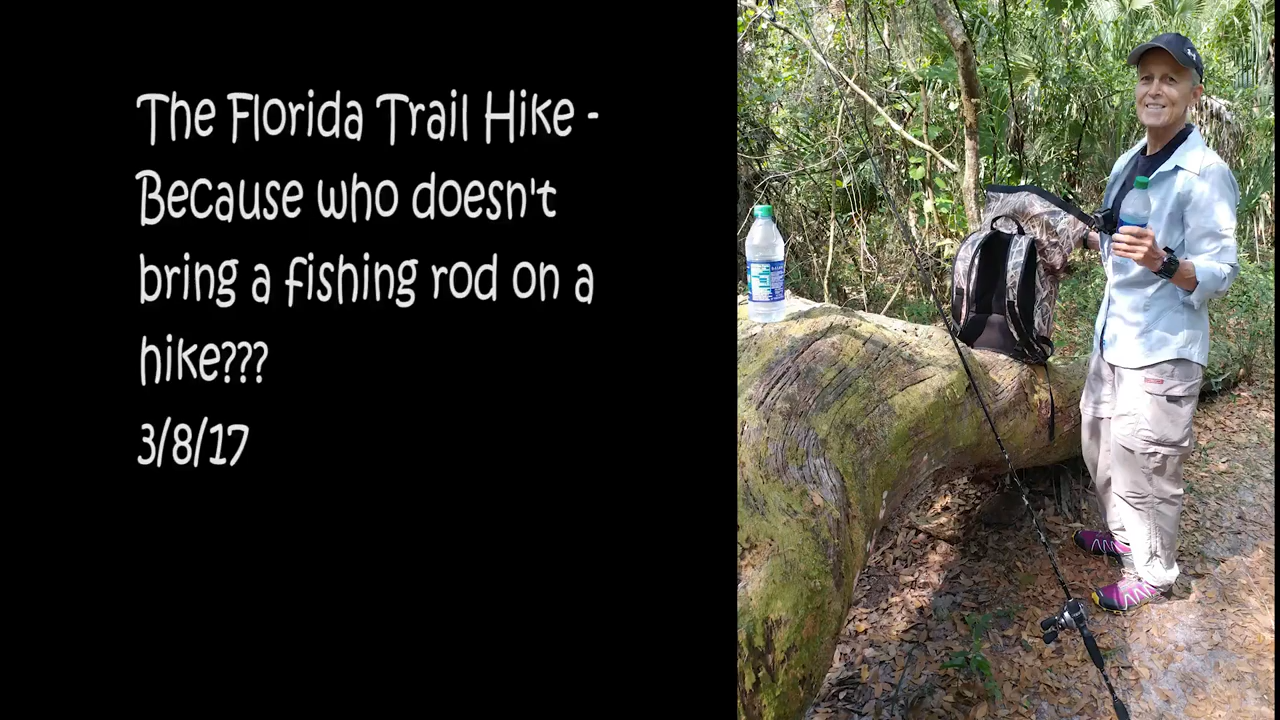 The Florida Trail Hike -
Because who doesn't
bring a fishing rod on a
hike???
3/8/17